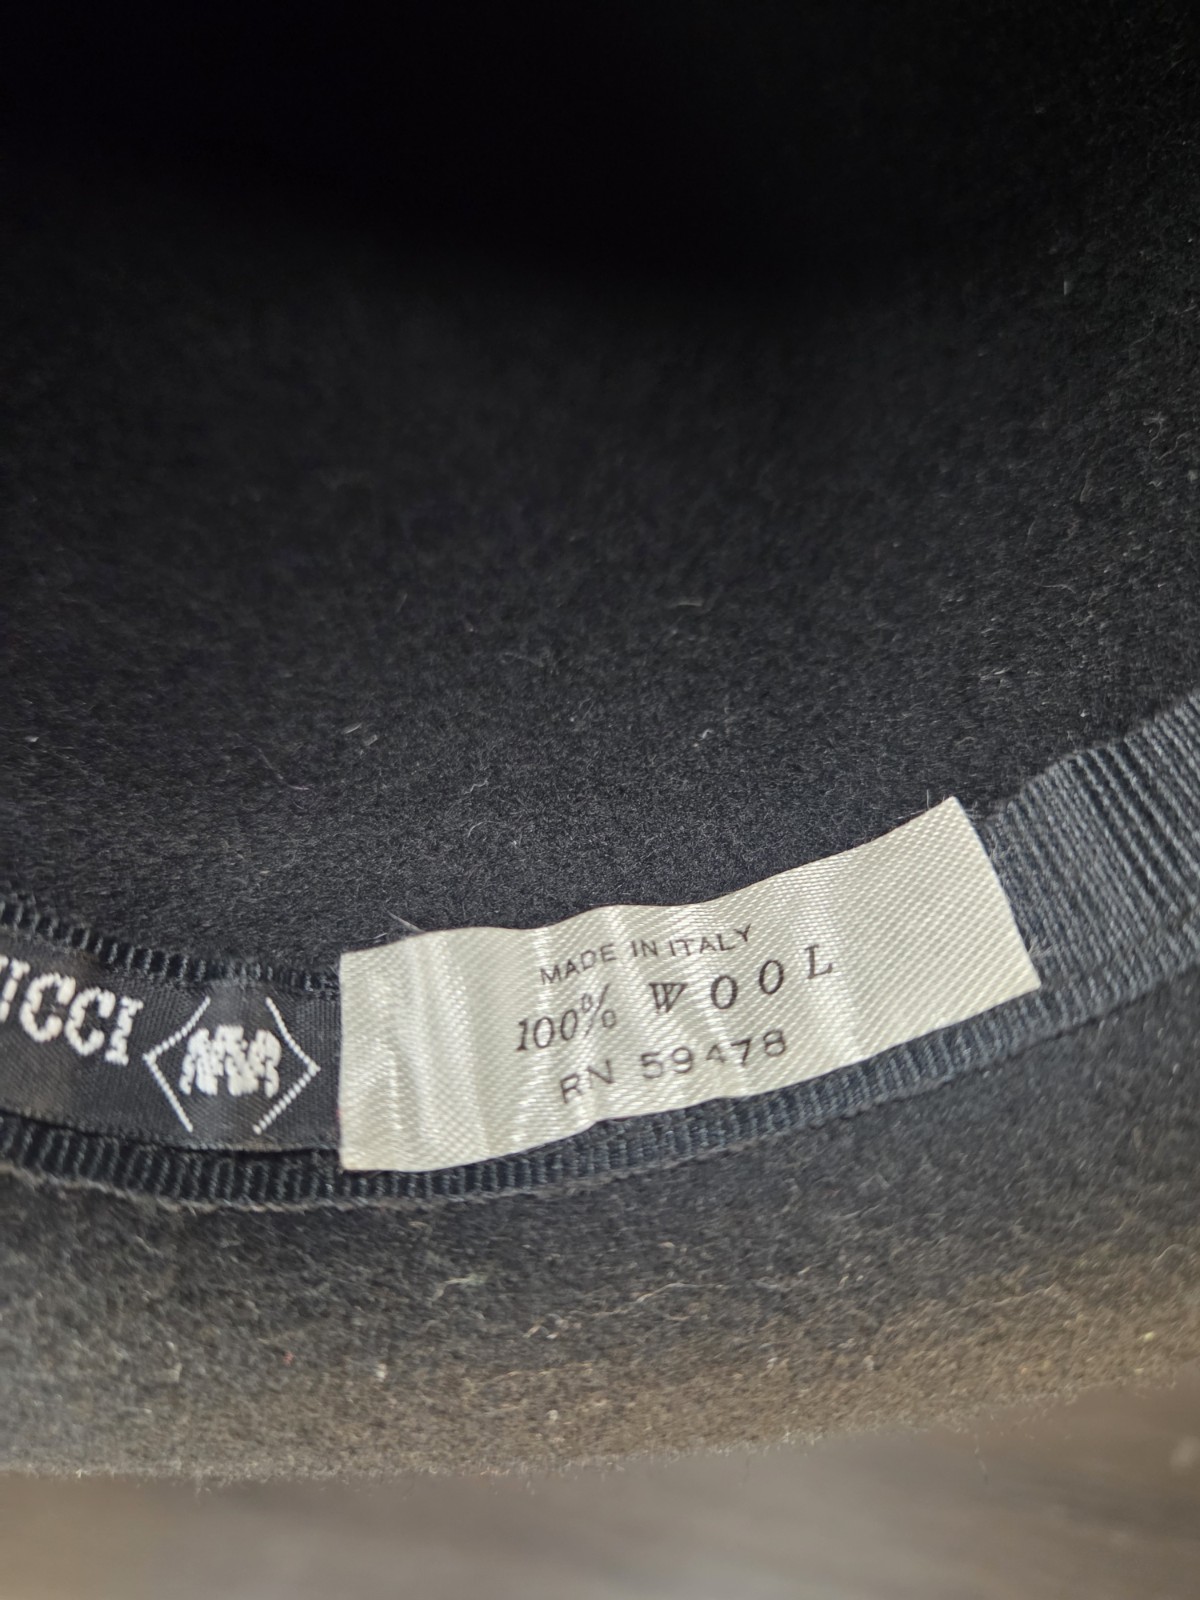 UCCI
MADE IN ITALY
100% WOOL
RN 59478